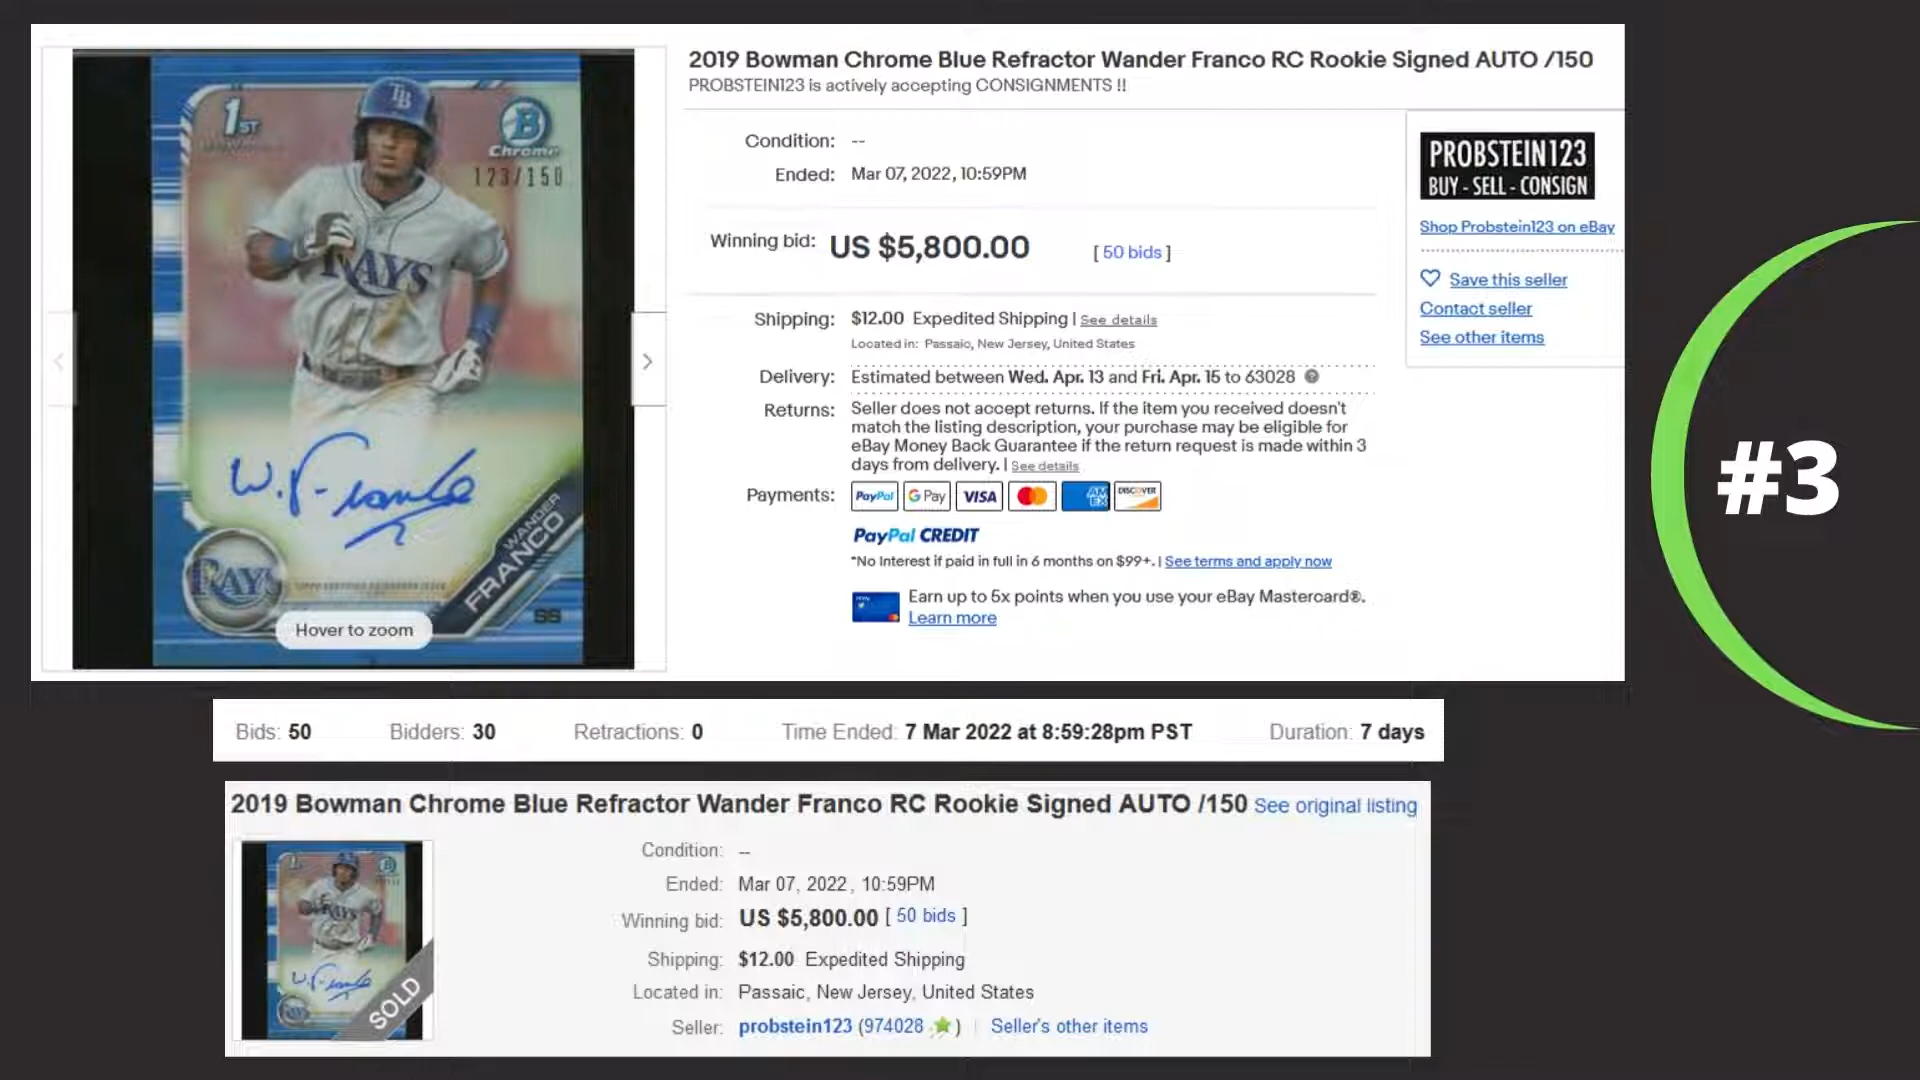 2019 Bowman Chrome Blue Refractor Wander Franco RC Rookie Signed AUTO /150
PROBSTEIN123 is actively accepting CONSIGNMENTS !!
1ST
B
Chrome
123/150
TB
RAYS
W. Franco
WANDER
FRANCO
RAYS
SS
Hover to zoom
Condition: --
Ended: Mar 07, 2022, 10:59PM
Winning bid: US $5,800.00 [ 50 bids ]
Shipping: $12.00 Expedited Shipping | See details
Located in: Passaic, New Jersey, United States
Delivery: Estimated between Wed. Apr. 13 and Fri. Apr. 15 to 63028
Returns: Seller does not accept returns. If the item you received doesn't
match the listing description, your purchase may be eligible for
eBay Money Back Guarantee if the return request is made within 3
days from delivery. | See details
Payments: PayPal G Pay VISA AM EX DISCOVER
PayPal CREDIT
*No Interest if paid in full in 6 months on $99+. | See terms and apply now
Earn up to 5x points when you use your eBay Mastercard®.
Learn more
PROBSTEIN123
BUY - SELL - CONSIGN
Shop Probstein123 on eBay
Save this seller
Contact seller
See other items
#3
Bids: 50 Bidders: 30 Retractions: 0 Time Ended: 7 Mar 2022 at 8:59:28pm PST Duration: 7 days
2019 Bowman Chrome Blue Refractor Wander Franco RC Rookie Signed AUTO /150 See original listing
SOLD
Condition: --
Ended: Mar 07, 2022 , 10:59PM
Winning bid: US $5,800.00 [ 50 bids ]
Shipping: $12.00 Expedited Shipping
Located in: Passaic, New Jersey, United States
Seller: probstein123 (974028 ) | Seller's other items